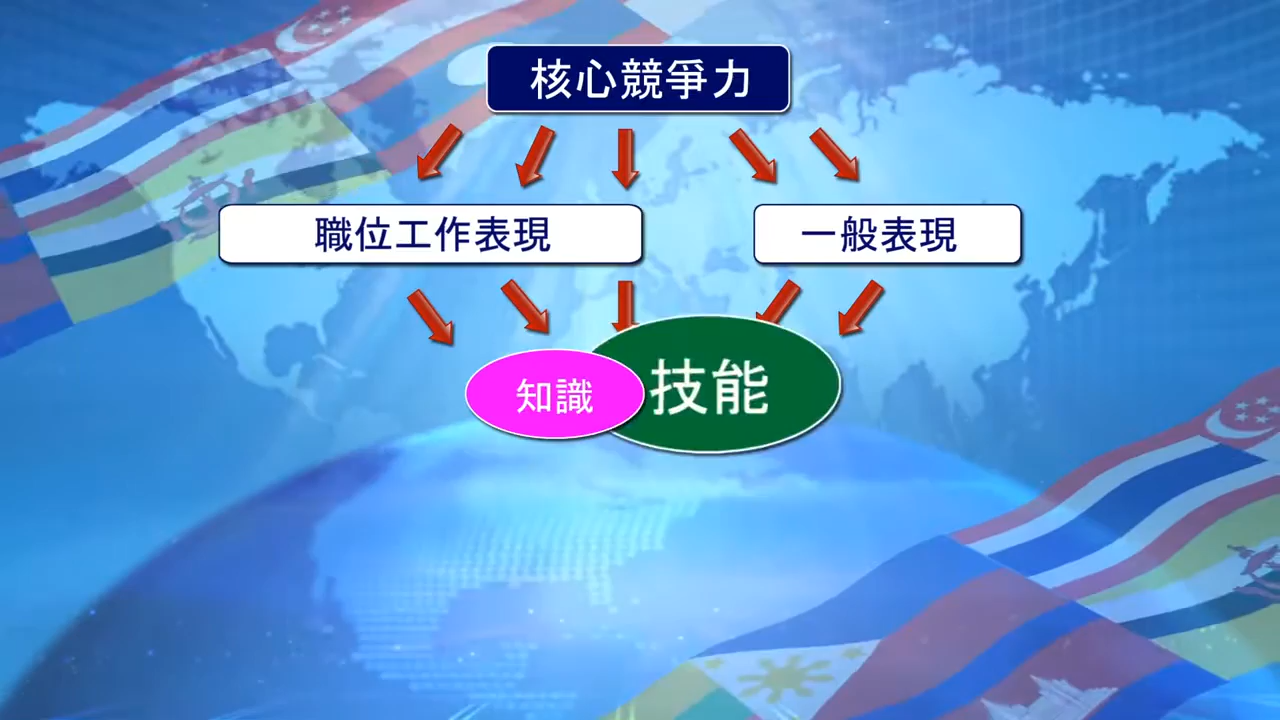 核心競爭力
職位工作表現
一般表現
知識
技能